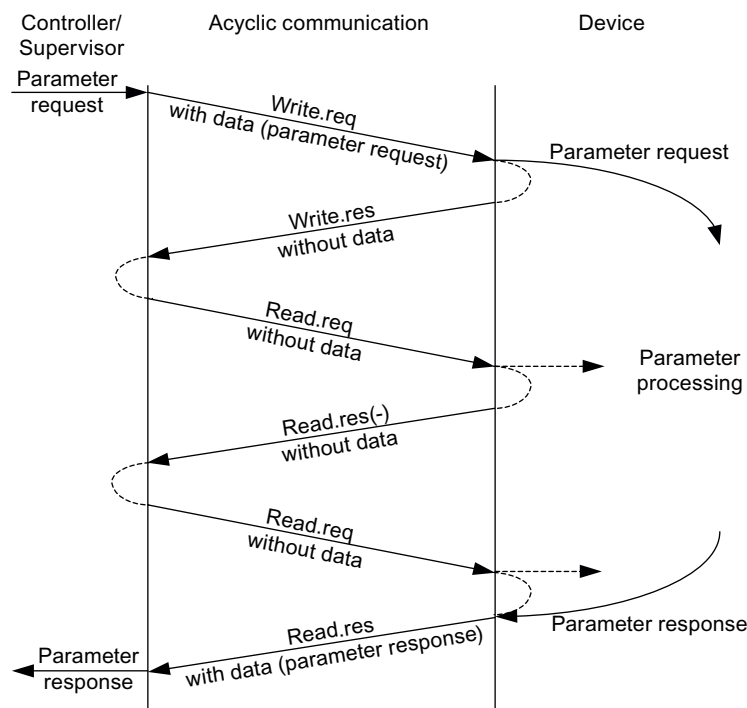 Controller/
Supervisor
Acyclic communication
Device
Parameter
request
Write.req
with data (parameter request)
Parameter request
Write.res
without data
Read.req
without data
Parameter
processing
Read.res(-)
without data
Read.req
without data
Read.res
with data (parameter response)
Parameter response
Parameter
response